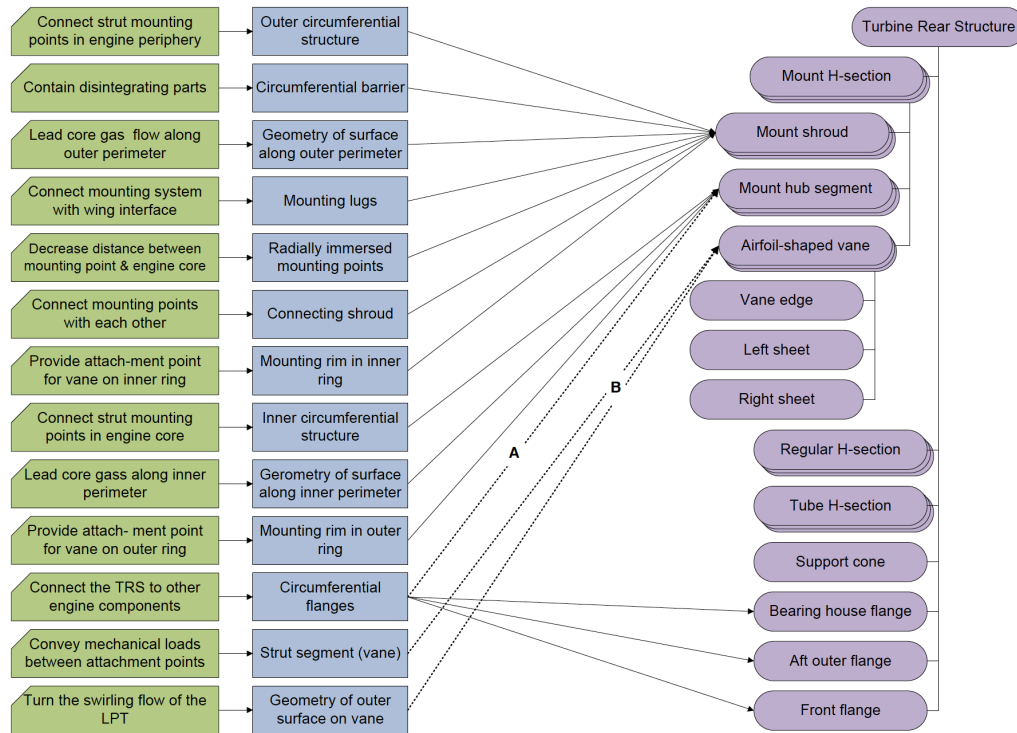 Connect strut mounting
points in engine periphery
Outer circumferential
structure
Turbine Rear Structure
Contain disintegrating parts
Circumferential barrier
Mount H-section
Lead core gas flow along
outer perimeter
Geometry of surface
along outer perimeter
Mount shroud
Connect mounting system
with wing interface
Mounting lugs
Mount hub segment
Decrease distance between
mounting point & engine core
Radially immersed
mounting points
Airfoil-shaped vane
Connect mounting points
with each other
Connecting shroud
Vane edge
Left sheet
Provide attach-ment point
for vane on inner ring
Mounting rim in inner
ring
B
Right sheet
Connect strut mounting
points in engine core
Inner circumferential
structure
A
Regular H-section
Lead core gass along inner
perimeter
Gerometry of surface
along inner perimeter
Tube H-section
Provide attach- ment point
for vane on outer ring
Mounting rim in outer
ring
Support cone
Connect the TRS to other
engine components
Circumferential
flanges
Bearing house flange
Convey mechanical loads
between attachment points
Strut segment (vane)
Aft outer flange
Turn the swirling flow of the
LPT
Geometry of outer
surface on vane
Front flange